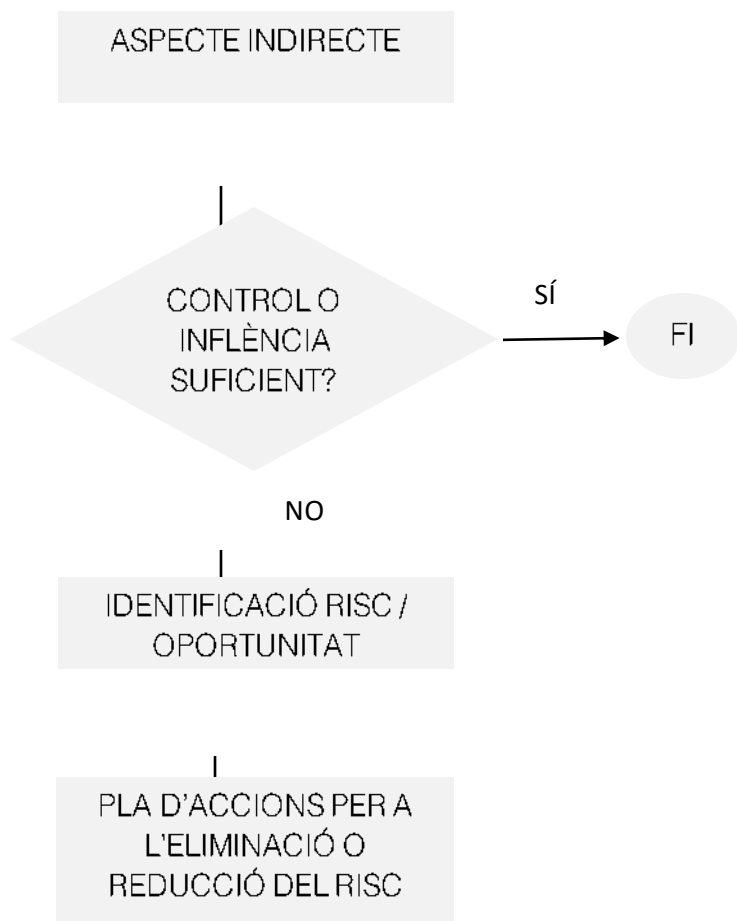 ASPECTE INDIRECTE
CONTROL O
INFLÈNCIA
SUFICIENT?
SÍ
FI
NO
IDENTIFICACIÓ RISC /
OPORTUNITAT
PLA D'ACCIONS PER A
L'ELIMINACIÓ O
REDUCCIÓ DEL RISC